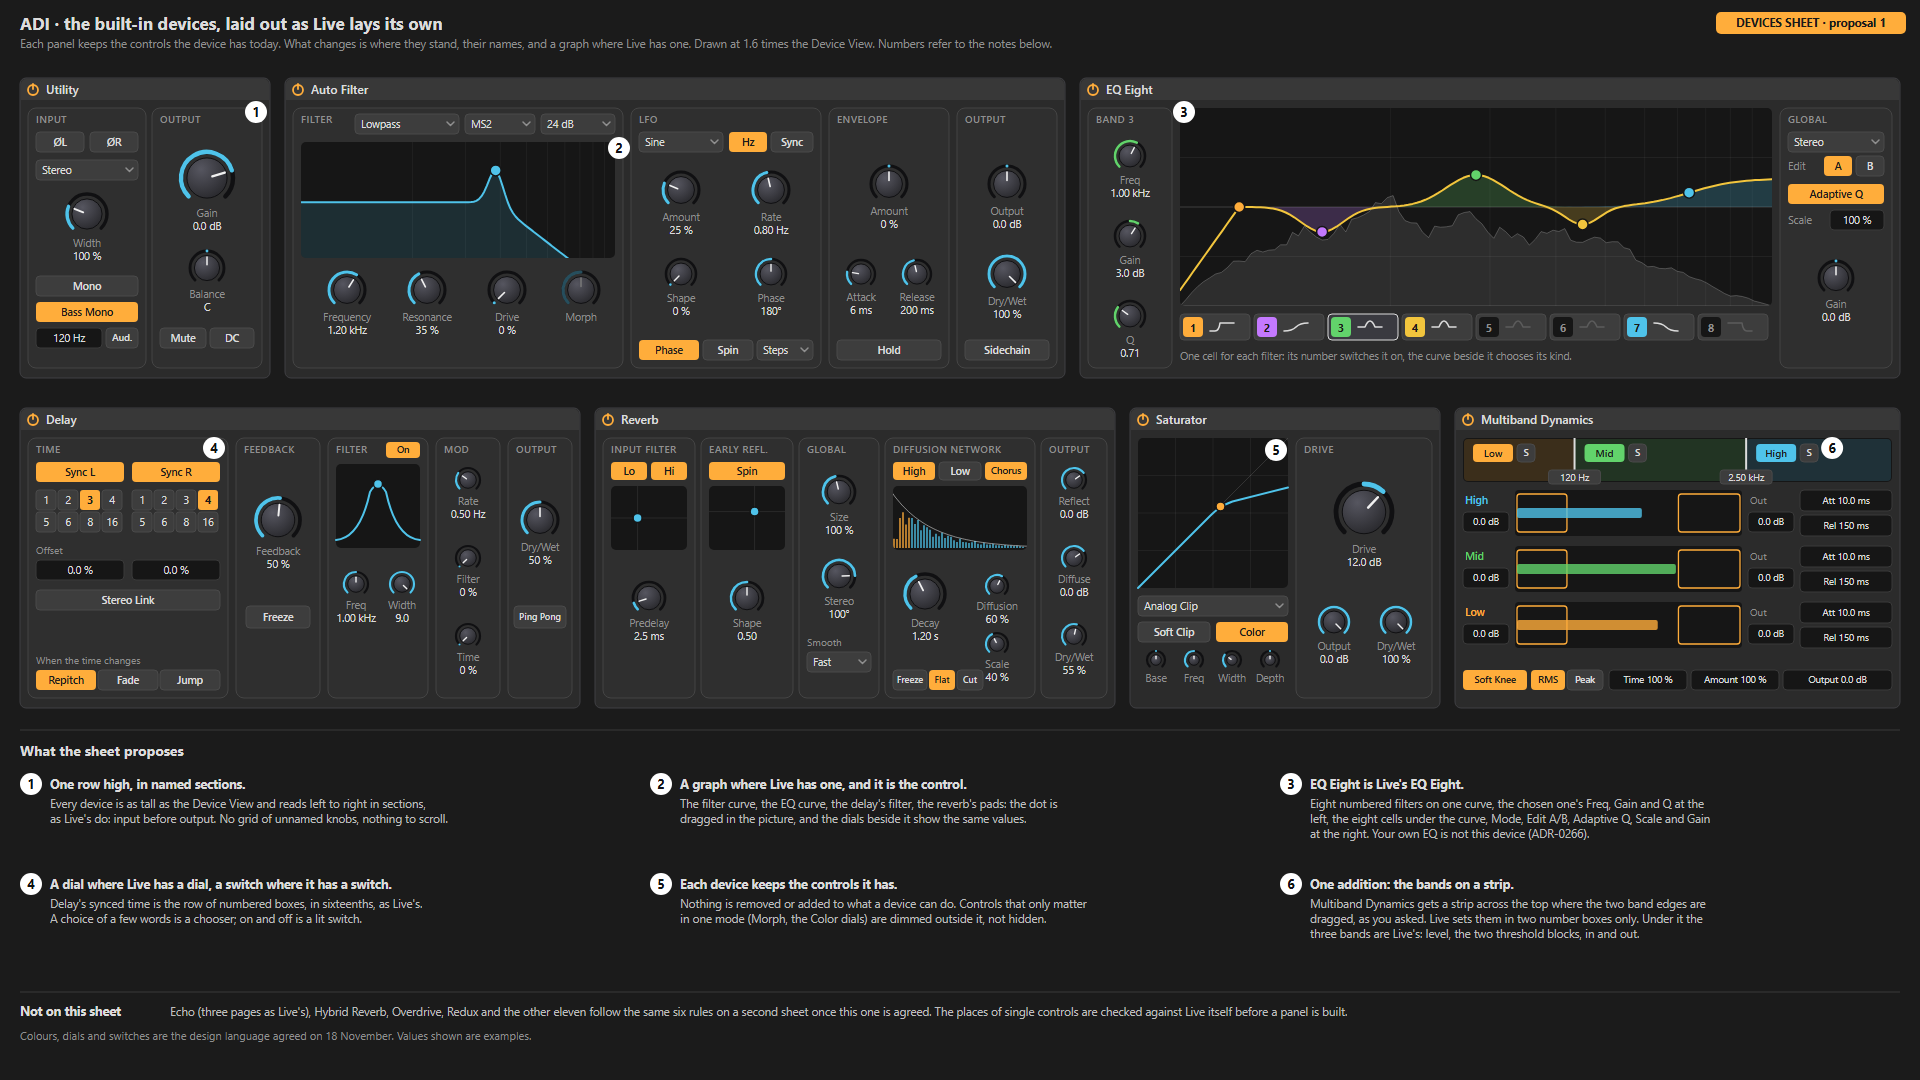 ADI · the built-in devices, laid out as Live lays its own
DEVICES SHEET · proposal 1
Each panel keeps the controls the device has today. What changes is where they stand, their names, and a graph where Live has one. Drawn at 1.6 times the Device View. Numbers refer to the notes below.
Utility
1
INPUT
ØL ØR
Stereo
Width
100 %
Mono
Bass Mono
120 Hz Aud.
OUTPUT
Gain
0.0 dB
Balance
C
Mute DC
Auto Filter
2
FILTER Lowpass MS2 24 dB
Frequency
1.20 kHz
Resonance
35 %
Drive
0 %
Morph
LFO
Sine Hz Sync
Amount
25 %
Rate
0.80 Hz
Shape
0 %
Phase
180°
Phase Spin Steps
ENVELOPE
Amount
0 %
Attack
6 ms
Release
200 ms
Hold
OUTPUT
Output
0.0 dB
Dry/Wet
100 %
Sidechain
EQ Eight
3
BAND 3
Freq
1.00 kHz
Gain
3.0 dB
Q
0.71
1 2 3 4 5 6 7 8
One cell for each filter: its number switches it on, the curve beside it chooses its kind.
GLOBAL
Stereo
Edit A B
Adaptive Q
Scale 100 %
Gain
0.0 dB
Delay
4
TIME
Sync L Sync R
1 2 3 4 1 2 3 4
5 6 8 16 5 6 8 16
Offset
0.0 % 0.0 %
Stereo Link
When the time changes
Repitch Fade Jump
FEEDBACK
Feedback
50 %
Freeze
FILTER On
Freq
1.00 kHz
Width
9.0
MOD
Rate
0.50 Hz
Filter
0 %
Time
0 %
OUTPUT
Dry/Wet
50 %
Ping Pong
Reverb
INPUT FILTER
Lo Hi
Predelay
2.5 ms
EARLY REFL.
Spin
Shape
0.50
GLOBAL
Size
100 %
Stereo
100°
Smooth
Fast
DIFFUSION NETWORK
High Low Chorus
Decay
1.20 s
Diffusion
60 %
Scale
40 %
Freeze Flat Cut
OUTPUT
Reflect
0.0 dB
Diffuse
0.0 dB
Dry/Wet
55 %
Saturator
5
Analog Clip
Soft Clip Color
Base Freq Width Depth
DRIVE
Drive
12.0 dB
Output
0.0 dB
Dry/Wet
100 %
Multiband Dynamics
6
Low S Mid S High S
120 Hz 2.50 kHz
High Out Att 10.0 ms
0.0 dB 0.0 dB Rel 150 ms
Mid Out Att 10.0 ms
0.0 dB 0.0 dB Rel 150 ms
Low Out Att 10.0 ms
0.0 dB 0.0 dB Rel 150 ms
Soft Knee RMS Peak Time 100 % Amount 100 % Output 0.0 dB
What the sheet proposes
1 One row high, in named sections.
Every device is as tall as the Device View and reads left to right in sections,
as Live's do: input before output. No grid of unnamed knobs, nothing to scroll.
2 A graph where Live has one, and it is the control.
The filter curve, the EQ curve, the delay's filter, the reverb's pads: the dot is
dragged in the picture, and the dials beside it show the same values.
3 EQ Eight is Live's EQ Eight.
Eight numbered filters on one curve, the chosen one's Freq, Gain and Q at the
left, the eight cells under the curve, Mode, Edit A/B, Adaptive Q, Scale and Gain
at the right. Your own EQ is not this device (ADR-0266).
4 A dial where Live has a dial, a switch where it has a switch.
Delay's synced time is the row of numbered boxes, in sixteenths, as Live's.
A choice of a few words is a chooser; on and off is a lit switch.
5 Each device keeps the controls it has.
Nothing is removed or added to what a device can do. Controls that only matter
in one mode (Morph, the Color dials) are dimmed outside it, not hidden.
6 One addition: the bands on a strip.
Multiband Dynamics gets a strip across the top where the two band edges are
dragged, as you asked. Live sets them in two number boxes only. Under it the
three bands are Live's: level, the two threshold blocks, in and out.
Not on this sheet Echo (three pages as Live's), Hybrid Reverb, Overdrive, Redux and the other eleven follow the same six rules on a second sheet once this one is agreed. The places of single controls are checked against Live itself before a panel is built.
Colours, dials and switches are the design language agreed on 18 November. Values shown are examples.